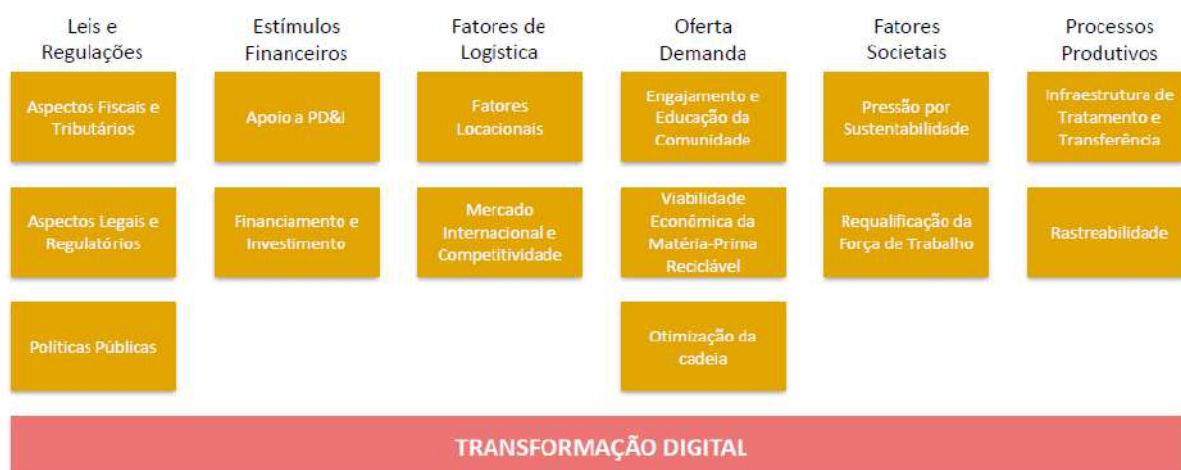 Leis e
Regulações
Estímulos
Financeiros
Fatores de
Logística
Oferta
Demanda
Fatores
Societais
Processos
Produtivos
Aspectos Fiscais e
Tributários
Apoio a PD&I
Fatores
Locacionais
Engajamento e
Educação da
Comunidade
Pressão por
Sustentabilidade
Infraestrutura de
Tratamento e
Transferência
Aspectos Legais e
Regulatórios
Financiamento e
Investimento
Mercado
Internacional e
Competitividade
Viabilidade
Econômica da
Matéria-Prima
Reciclável
Requalificação da
Força de Trabalho
Rastreabilidade
Políticas Públicas
Otimização da
cadeia
TRANSFORMAÇÃO DIGITAL